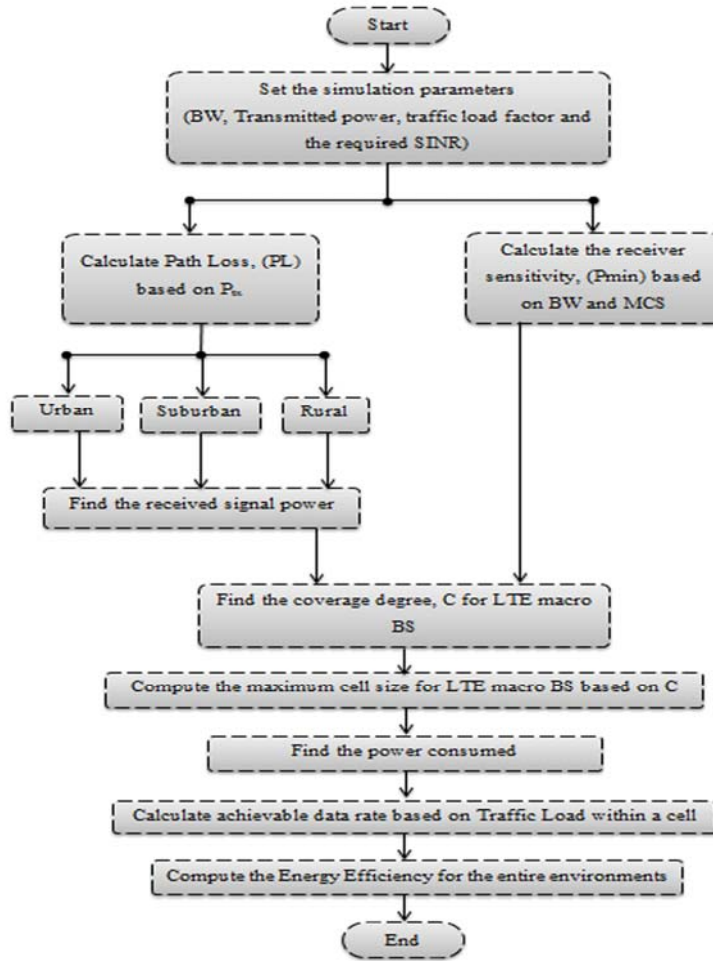 Start
Set the simulation parameters
(BW, Transmitted power, traffic load factor and
the required SINR)
Calculate Path Loss, (PL)
based on Ptx
Calculate the receiver
sensitivity, (Pmin) based
on BW and MCS
Urban
Suburban
Rural
Find the received signal power
Find the coverage degree, C for LTE macro
BS
Compute the maximum cell size for LTE macro BS based on C
Find the power consumed
Calculate achievable data rate based on Traffic Load within a cell
Compute the Energy Efficiency for the entire environments
End